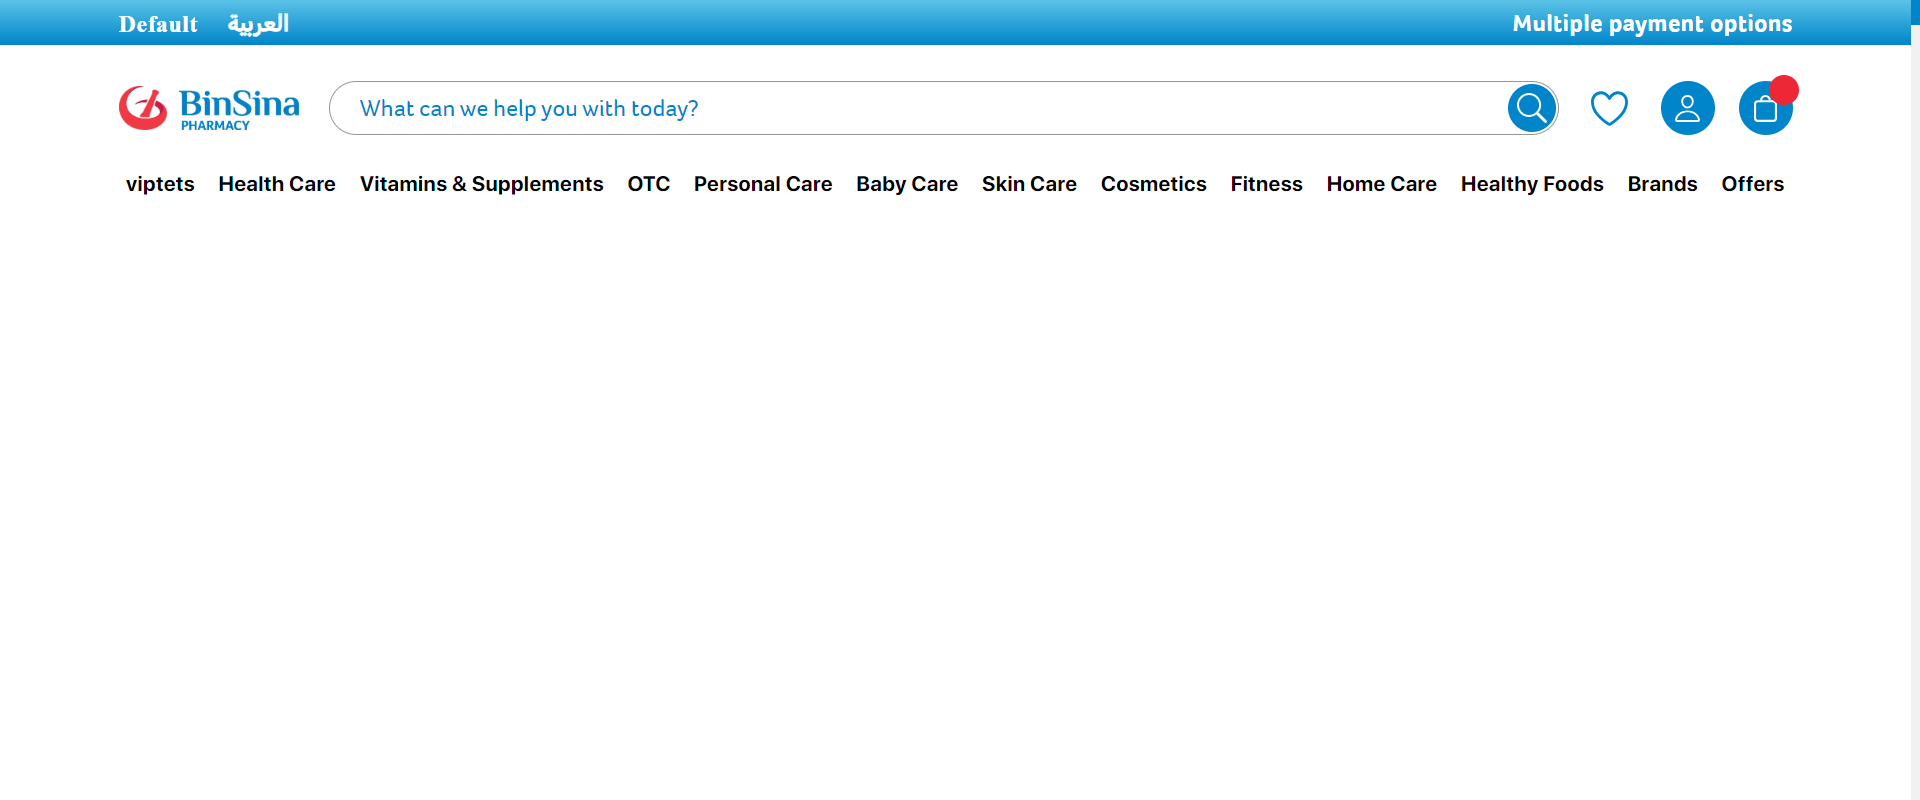 Default العربية Multiple payment options
BinSina
PHARMACY
What can we help you with today?
viptets Health Care Vitamins & Supplements OTC Personal Care Baby Care Skin Care Cosmetics Fitness Home Care Healthy Foods Brands Offers